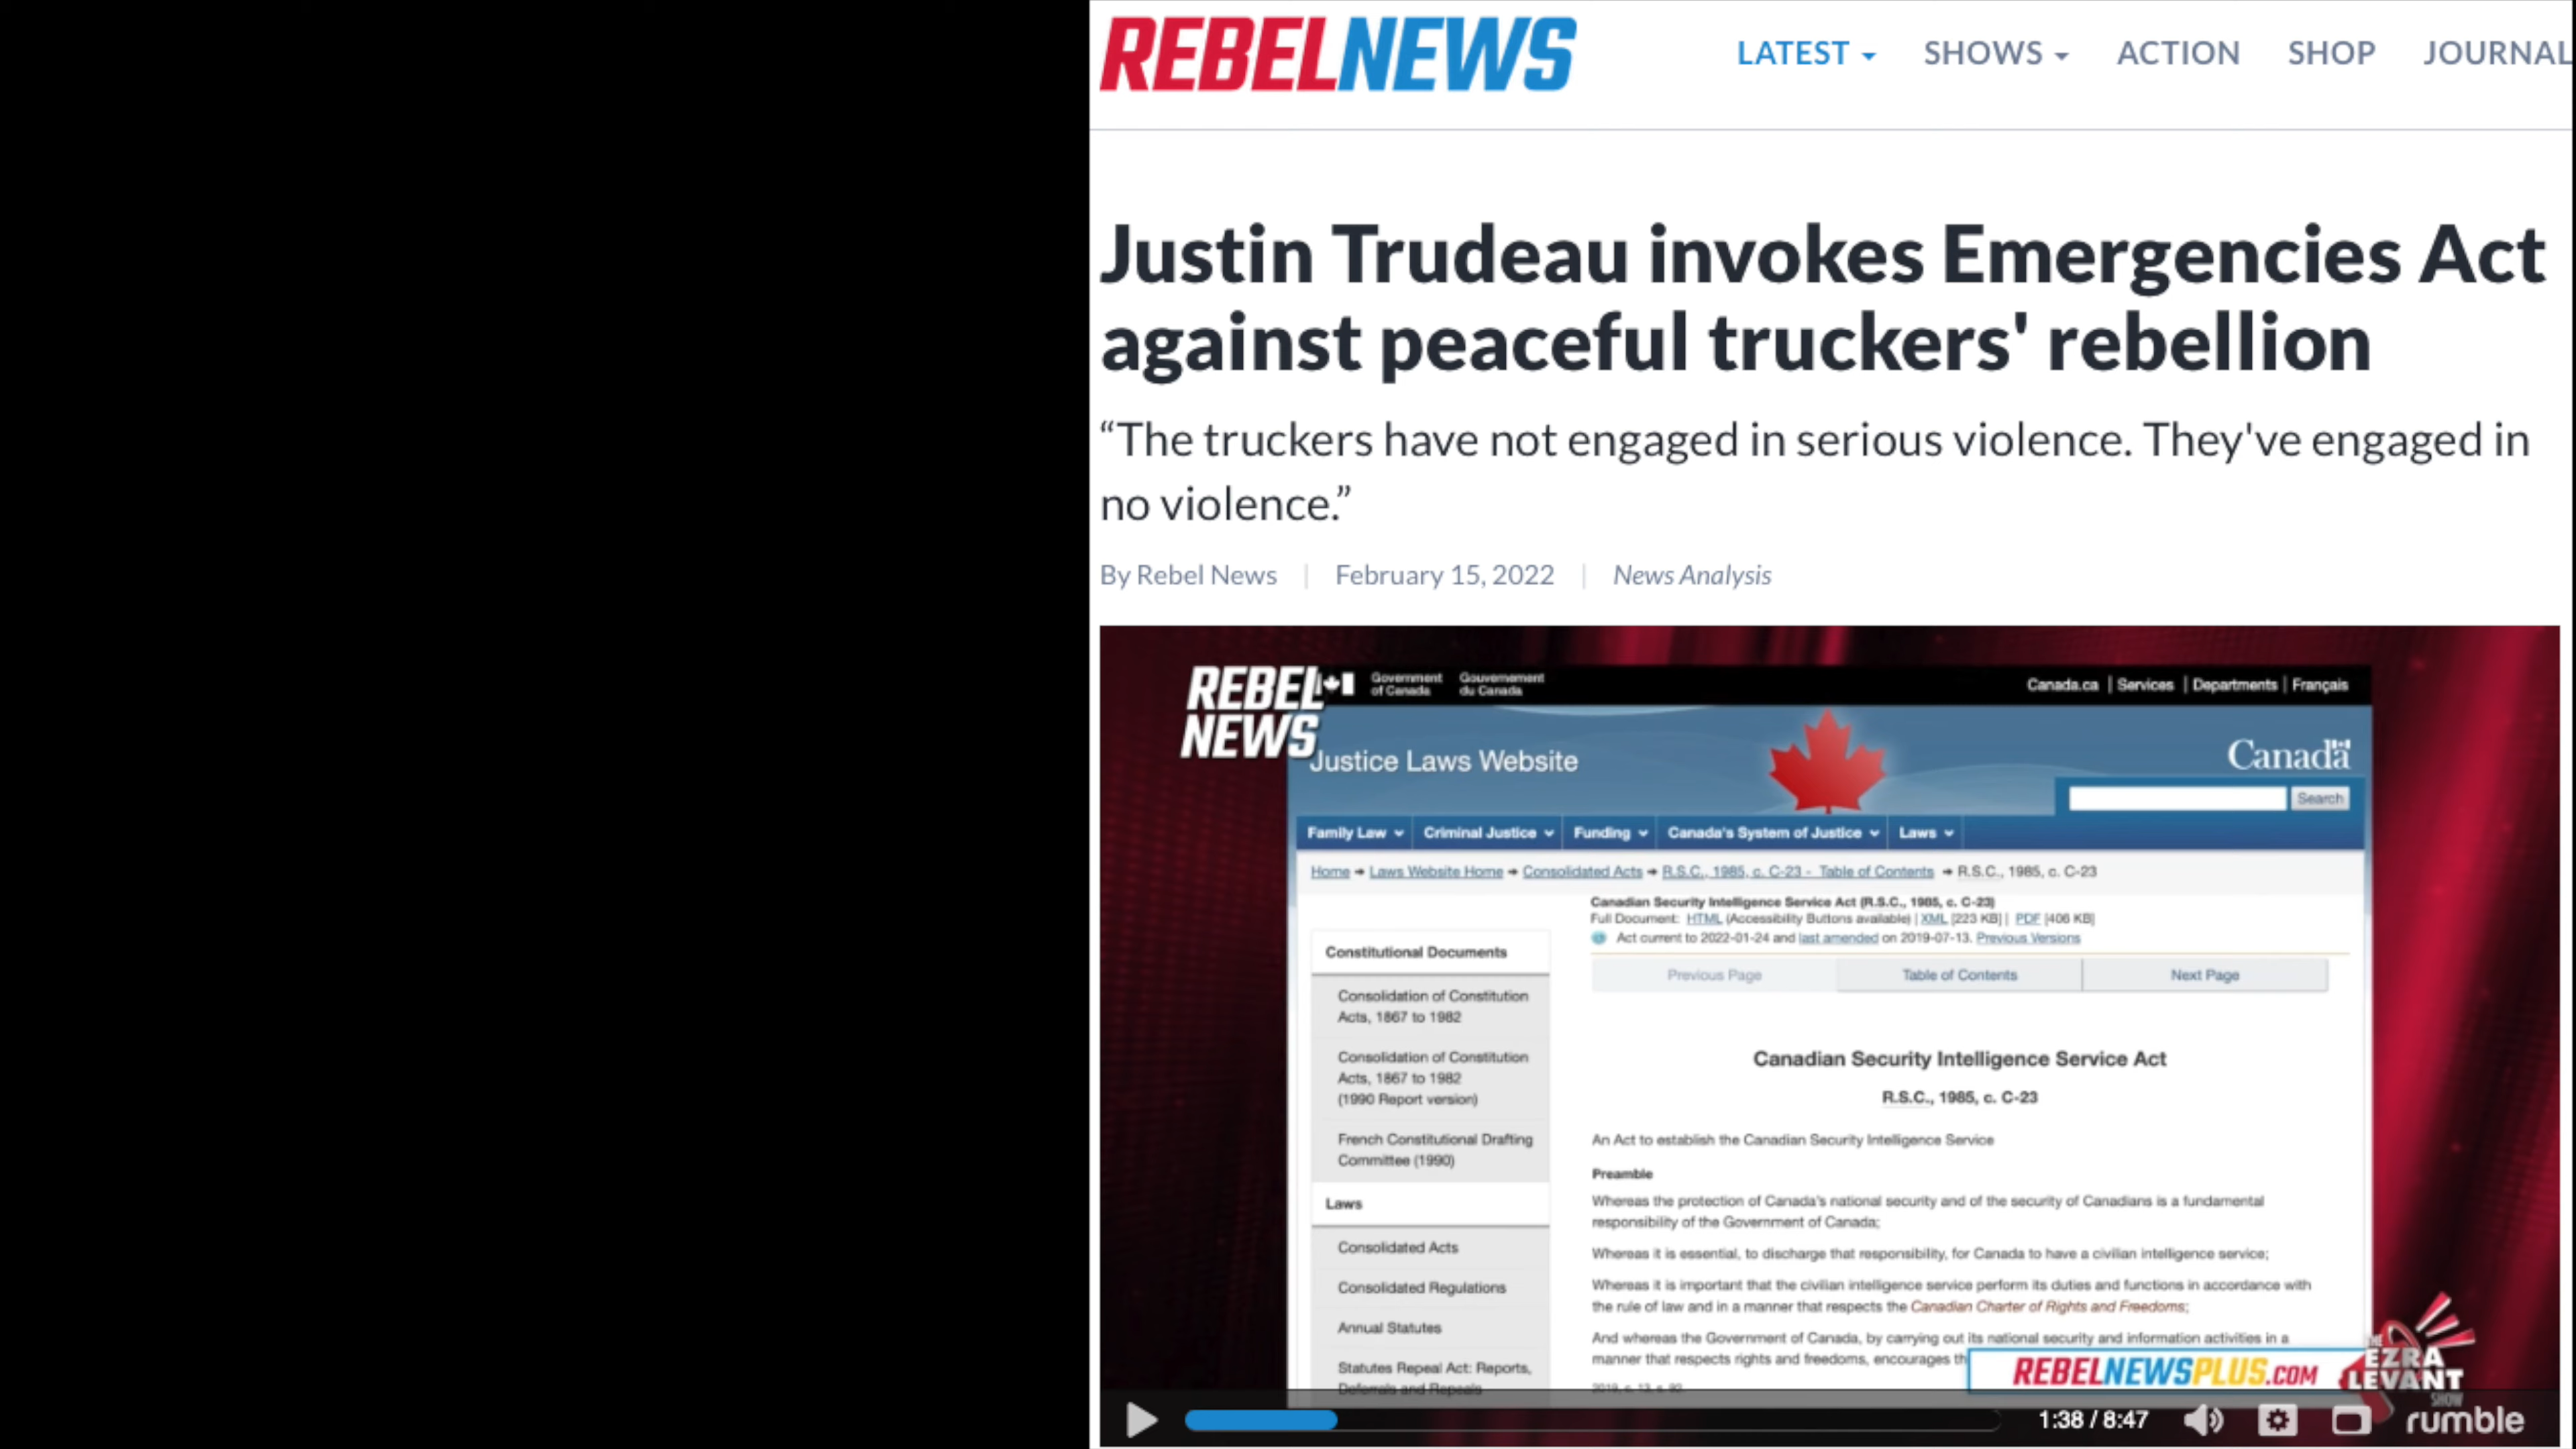 REBELNEWS
LATEST SHOWS ACTION SHOP JOURNAL
Justin Trudeau invokes Emergencies Act
against peaceful truckers' rebellion
“The truckers have not engaged in serious violence. They've engaged in
no violence.”
By Rebel News | February 15, 2022 | News Analysis
REBEL
NEWS
Government of Canada
Gouvernement du Canada
Canada.ca | Services | Departments | Français
Justice Laws Website
Canada
Search
Family Law Criminal Justice Funding Canada's System of Justice Laws
Home → Laws Website Home → Consolidated Acts → R.S.C., 1985, c. C-23 - Table of Contents → R.S.C., 1985, c. C-23
Canadian Security Intelligence Service Act (R.S.C., 1985, c. C-23)
Full Document: HTML (Accessibility Buttons available) | XML [223 KB] | PDF [406 KB]
Act current to 2022-01-24 and last amended on 2019-07-13. Previous Versions
Previous Page Table of Contents Next Page
Constitutional Documents
Consolidation of Constitution
Acts, 1867 to 1982
Consolidation of Constitution
Acts, 1867 to 1982
(1990 Report version)
French Constitutional Drafting
Committee (1990)
Laws
Consolidated Acts
Consolidated Regulations
Annual Statutes
Statutes Repeal Act: Reports,
Deferrals and Repeals
Canadian Security Intelligence Service Act
R.S.C., 1985, c. C-23
An Act to establish the Canadian Security Intelligence Service
Preamble
Whereas the protection of Canada's national security and of the security of Canadians is a fundamental
responsibility of the Government of Canada;
Whereas it is essential, to discharge that responsibility, for Canada to have a civilian intelligence service;
Whereas it is important that the civilian intelligence service perform its duties and functions in accordance with
the rule of law and in a manner that respects the Canadian Charter of Rights and Freedoms;
And whereas the Government of Canada, by carrying out its national security and information activities in a
manner that respects rights and freedoms, encourages th
2019, c. 13, s. 92.
REBELNEWSPLUS.COM
THE
EZRA
LEVANT
SHOW
1:38 / 8:47
rumble